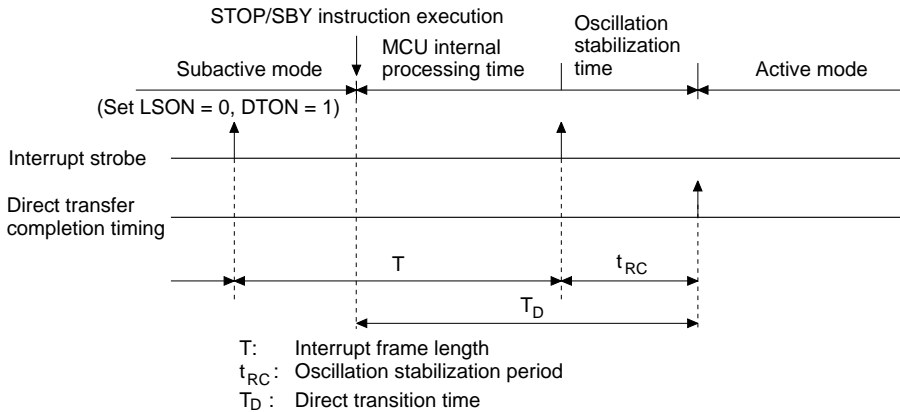 STOP/SBY instruction execution
Subactive mode
MCU internal
processing time
Oscillation
stabilization
time
Active mode
(Set LSON = 0, DTON = 1)
Interrupt strobe
Direct transfer
completion timing
T
tRC
TD
T: Interrupt frame length
tRC : Oscillation stabilization period
TD : Direct transition time